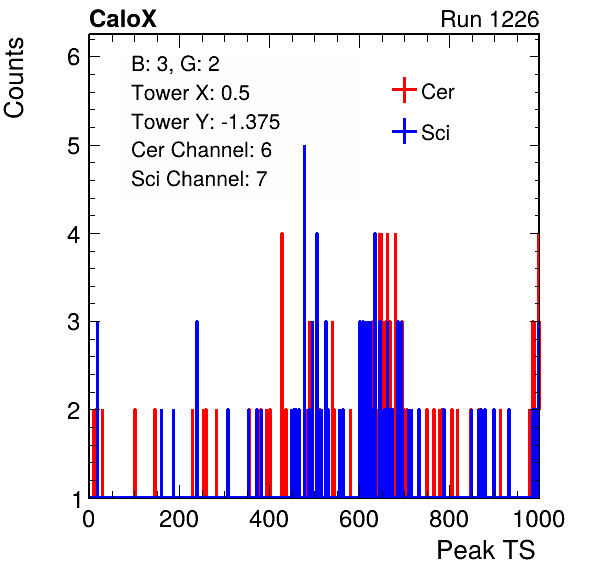 CaloX Run 1226
Counts
B: 3, G: 2
Tower X: 0.5
Tower Y: -1.375
Cer Channel: 6
Sci Channel: 7
Cer
Sci
6
5
4
3
2
1
0 200 400 600 800 1000
Peak TS